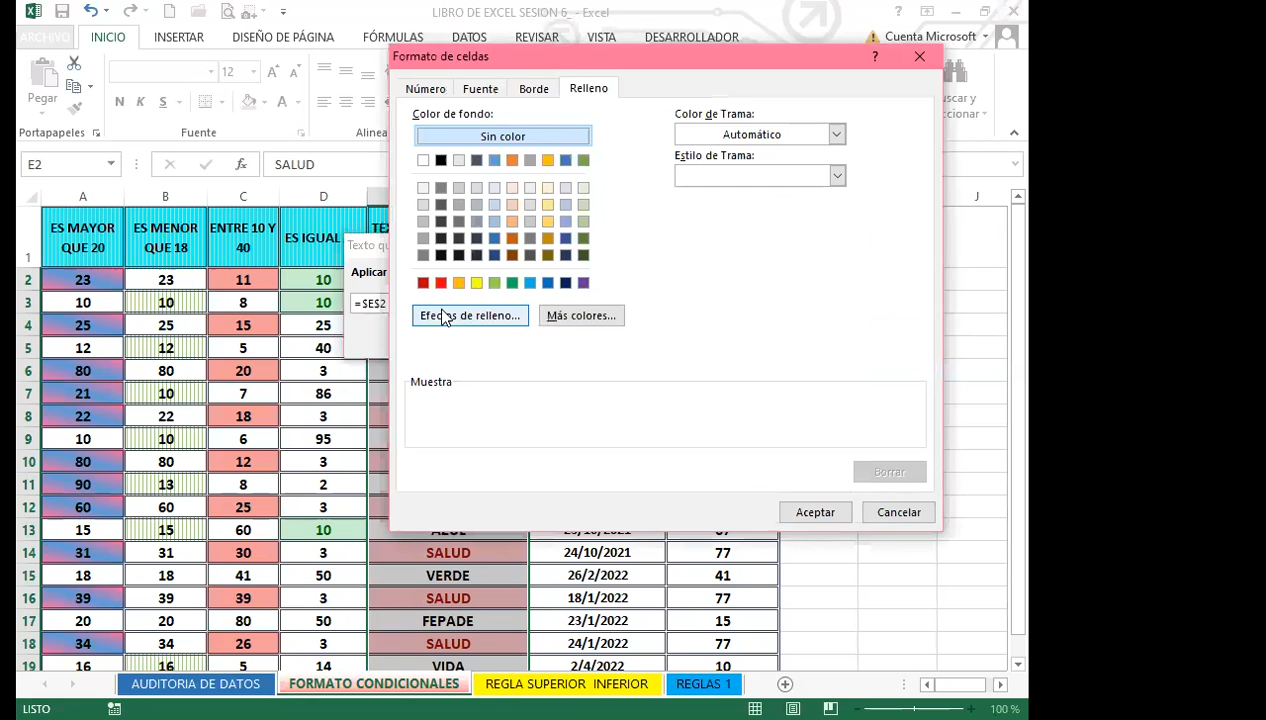 LIBRO DE EXCEL SESION 6_ - Excel
ARCHIVO INICIO INSERTAR DISEÑO DE PÁGINA FÓRMULAS DATOS REVISAR VISTA DESARROLLADOR Cuenta Microsoft
Pegar
12
N K S
Portapapeles Fuente
E2 SALUD
Formato de celdas
Número Fuente Borde Relleno
Color de fondo:
Sin color
Efectos de relleno... Más colores...
Color de Trama:
Automático
Estilo de Trama:
Muestra
Borrar
Aceptar Cancelar
Aplicar
=$E$2
A B C D J
1 ES MAYOR QUE 20 ES MENOR QUE 18 ENTRE 10 Y 40 ES IGUAL
2 23 23 11 10
3 10 10 8 10
4 25 25 15 25
5 12 12 5 40
6 80 80 20 3
7 21 10 7 86
8 22 22 18 3
9 10 10 6 95
10 80 80 12 3
11 90 13 8 2
12 60 60 25 3
13 15 15 60 10
14 31 31 30 3 SALUD 24/10/2021 77
15 18 18 41 50 VERDE 26/2/2022 41
16 39 39 39 3 SALUD 18/1/2022 77
17 20 20 80 50 FEPADE 23/1/2022 15
18 34 34 26 3 SALUD 24/1/2022 77
19 16 16 5 14 VIDA 2/4/2022 10
AUDITORIA DE DATOS FORMATO CONDICIONALES REGLA SUPERIOR INFERIOR REGLAS 1
LISTO 100 %